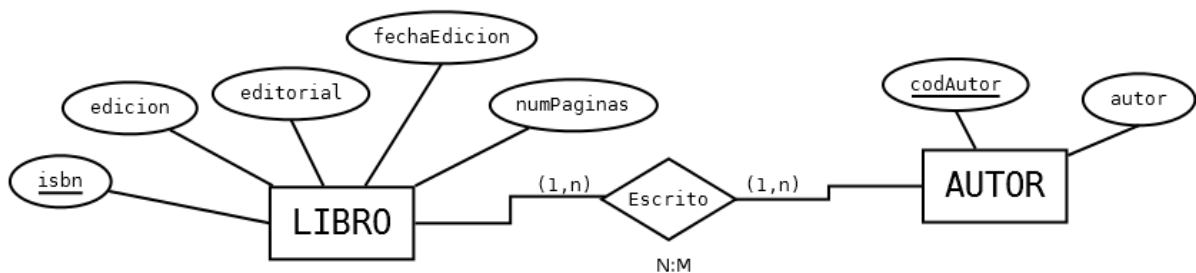 fechaEdicion
edicion
editorial
numPaginas
codAutor
autor
isbn
LIBRO
(1,n)
Escrito
(1,n)
AUTOR
N:M